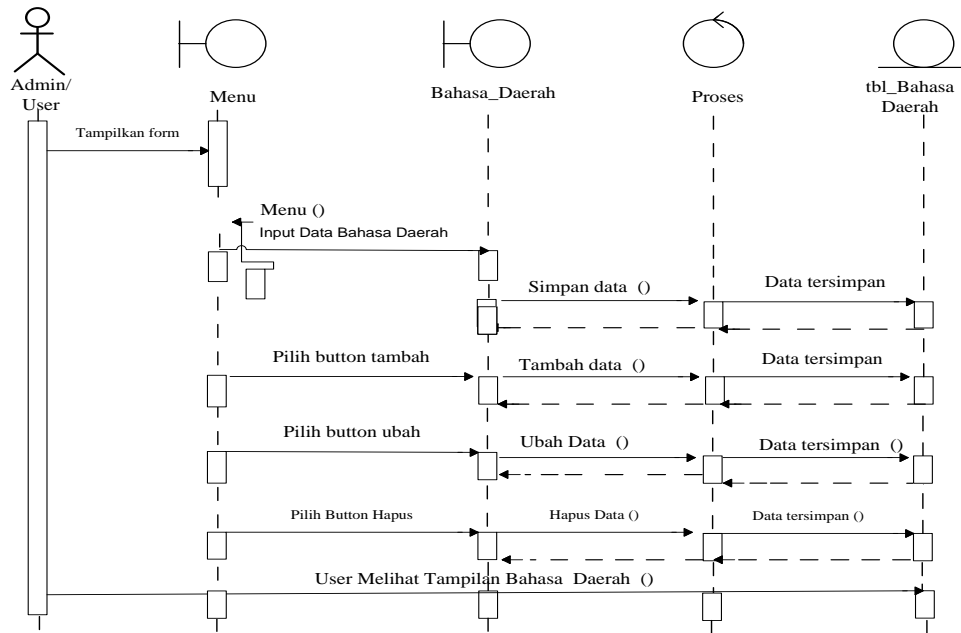 Admin/
User
Menu
Bahasa_Daerah
Proses
tbl_Bahasa
Daerah
Tampilkan form
Menu ()
Input Data Bahasa Daerah
Simpan data  ()
Data tersimpan
Pilih button tambah
Tambah data  ()
Data tersimpan
Pilih button ubah
Ubah Data  ()
Data tersimpan  ()
Pilih Button Hapus
Hapus Data ()
Data tersimpan ()
User Melihat Tampilan Bahasa  Daerah  ()